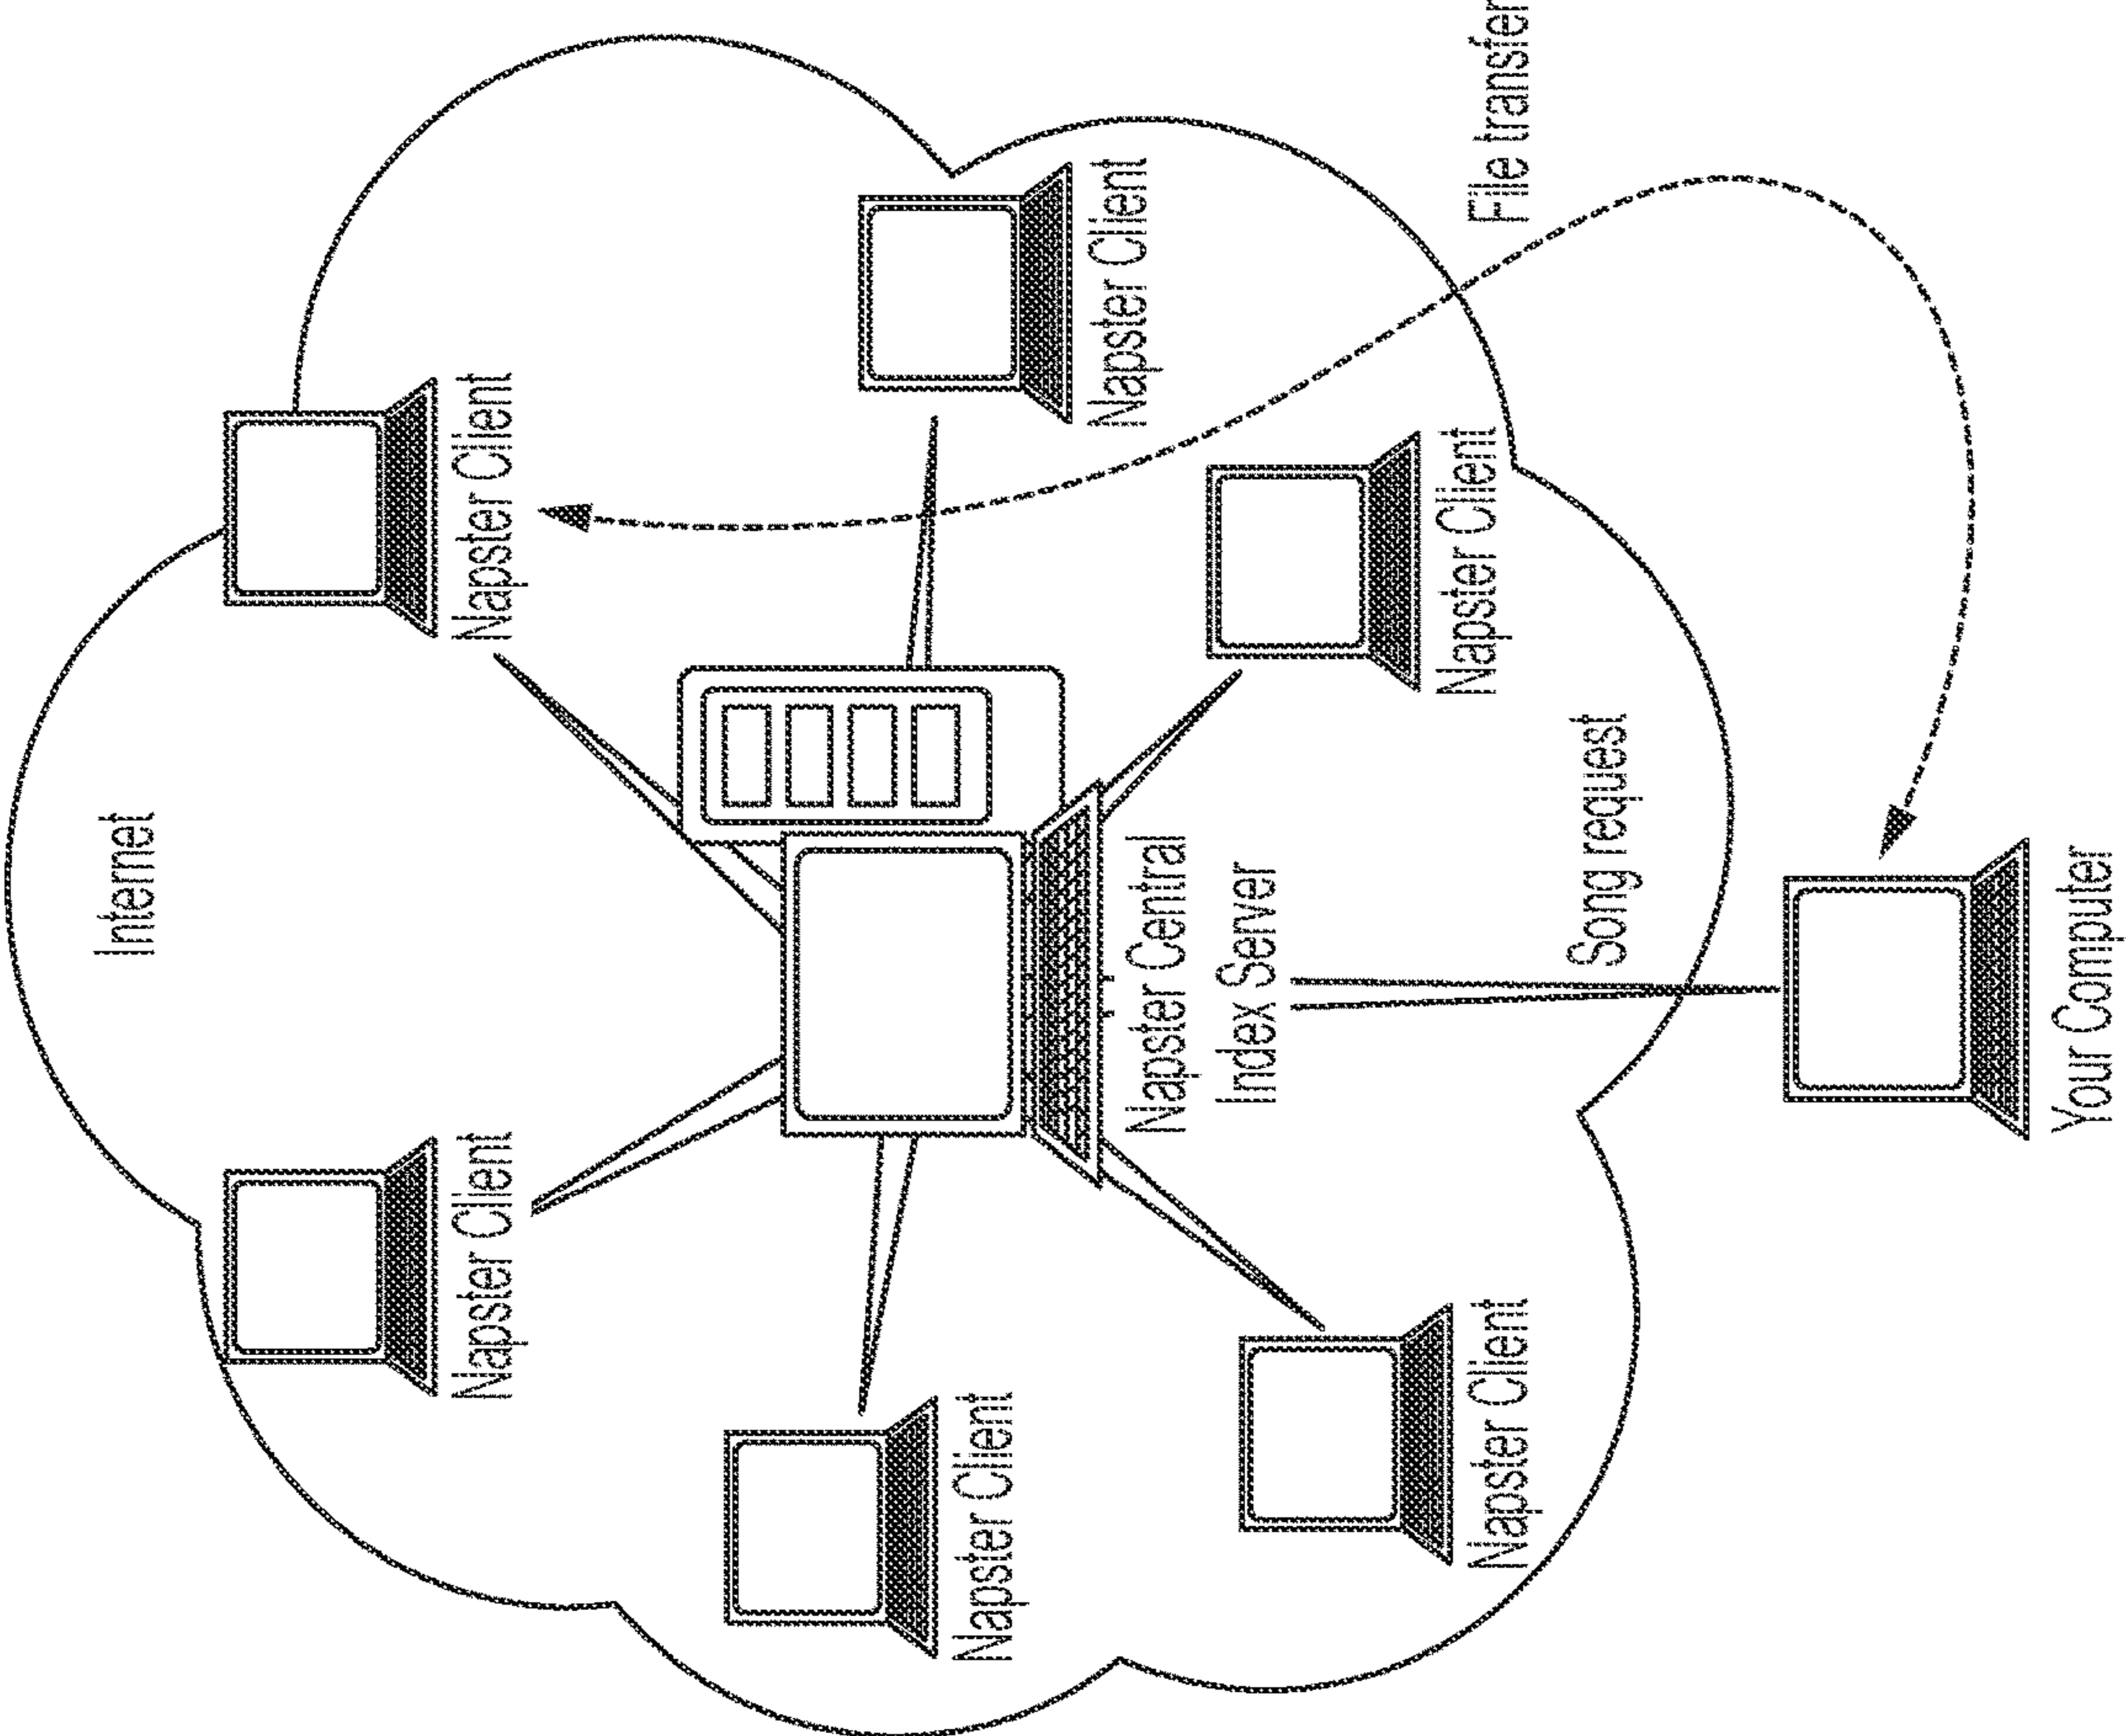 Internet
Napster Client
Napster Client
Napster Client
Napster Client
Napster Central
Index Server
Napster Client
Napster Client
Song request
File transfer
Your Computer